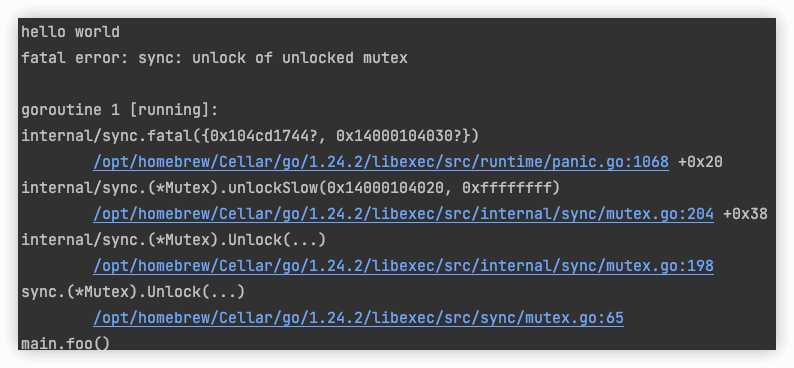 hello world
fatal error: sync: unlock of unlocked mutex
goroutine 1 [running]:
internal/sync.fatal({0x104cd1744?, 0x14000104030?})
/opt/homebrew/Cellar/go/1.24.2/libexec/src/runtime/panic.go:1068 +0x20
internal/sync.(*Mutex).unlockSlow(0x14000104020, 0xffffffff)
/opt/homebrew/Cellar/go/1.24.2/libexec/src/internal/sync/mutex.go:204 +0x38
internal/sync.(*Mutex).Unlock(...)
/opt/homebrew/Cellar/go/1.24.2/libexec/src/internal/sync/mutex.go:198
sync.(*Mutex).Unlock(...)
/opt/homebrew/Cellar/go/1.24.2/libexec/src/sync/mutex.go:65
main.foo()